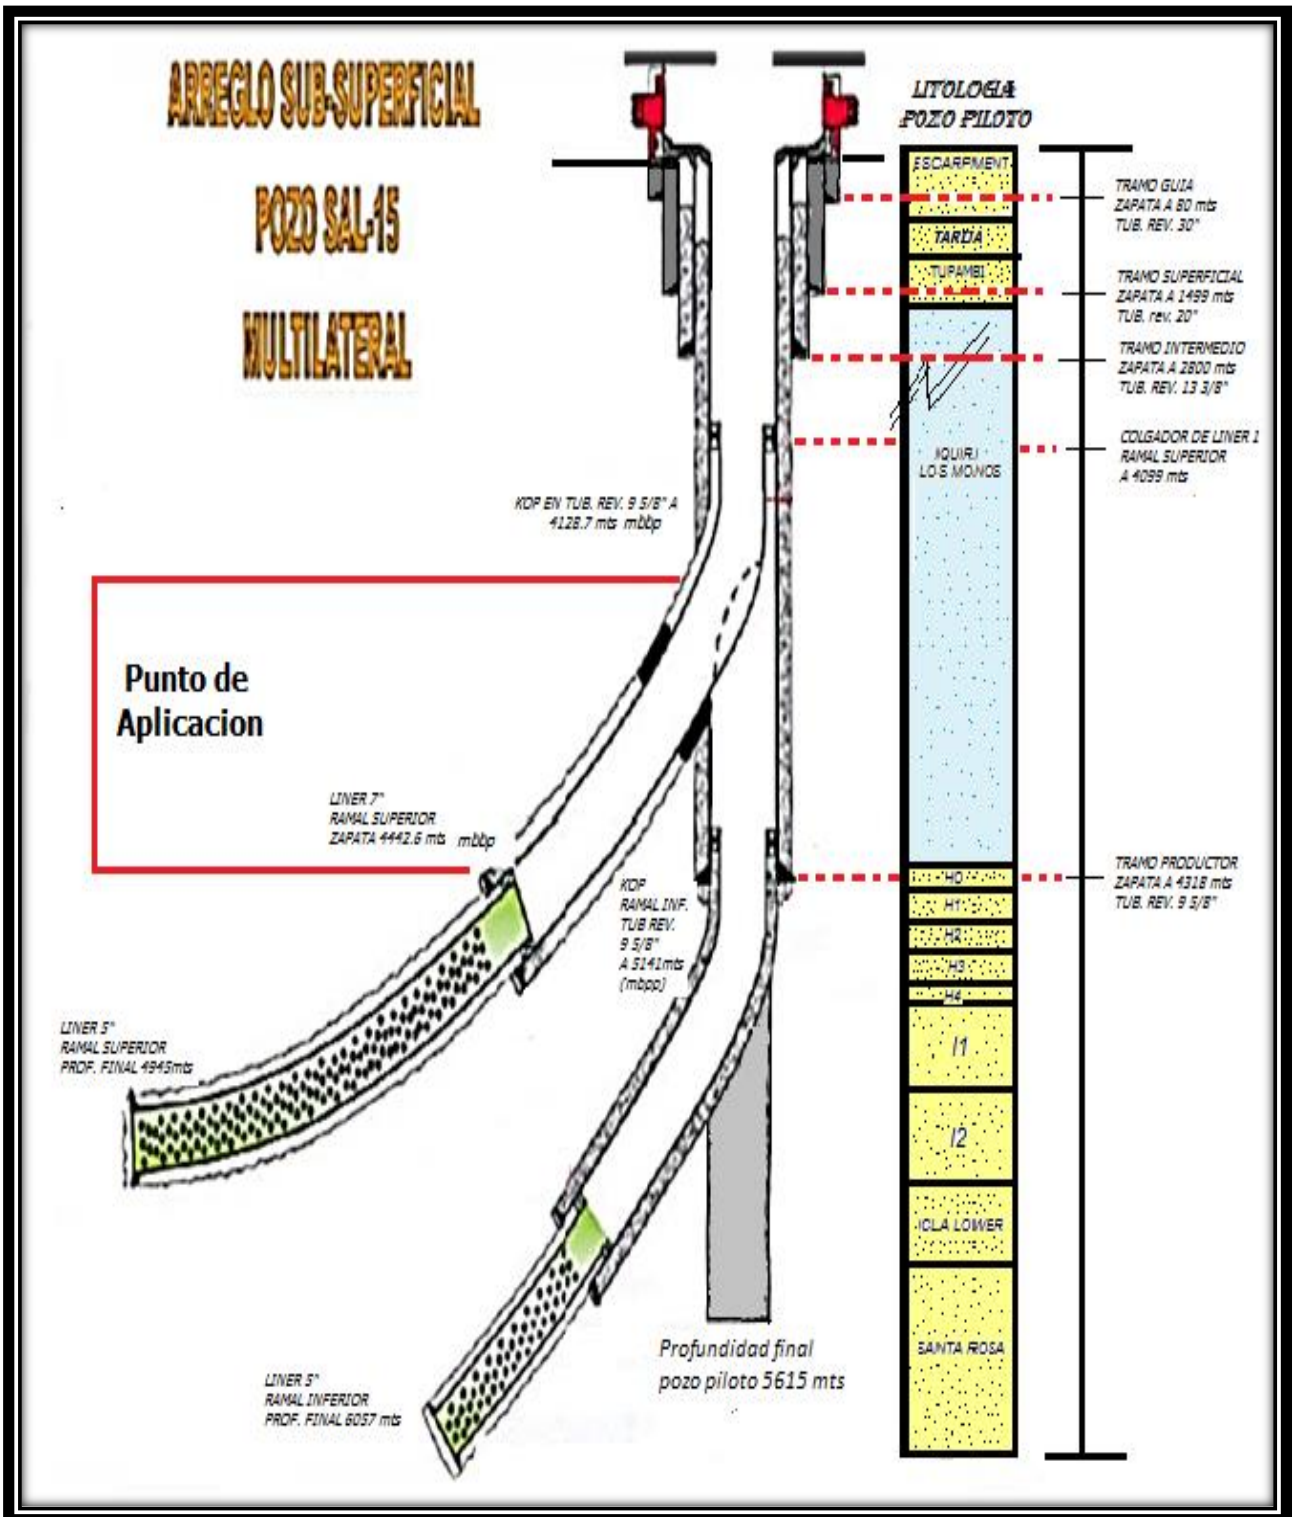 ARREGLO SUB-SUPERFICIAL
POZO SAL-15
MULTILATERAL
LITOLOGIA
POZO PILOTO
ESCARPMENT
TARIJA
TUPAMBI
IQUIRI
LOS MONOS
H0
H1
H2
H3
H4
I1
I2
ICLA LOWER
SANTA ROSA
TRAMO GUIA
ZAPATA A 80 mts
TUB. REV. 30"
TRAMO SUPERFICIAL
ZAPATA A 1499 mts
TUB. rev. 20"
TRAMO INTERMEDIO
ZAPATA A 2800 mts
TUB. REV. 13 3/8"
COLGADOR DE LINER 1
RAMAL SUPERIOR
A 4099 mts
TRAMO PRODUCTOR
ZAPATA A 4318 mts
TUB. REV. 9 5/8"
KOP EN TUB. REV. 9 5/8" A
4128.7 mts mbbp
Punto de
Aplicacion
LINER 7"
RAMAL SUPERIOR
ZAPATA 4442.6 mts mbbp
KOP
RAMAL INF.
TUB REV.
9 5/8"
A 5141mts
(mbpp)
LINER 5"
RAMAL SUPERIOR
PROF. FINAL 4945mts
LINER 5"
RAMAL INFERIOR
PROF. FINAL 6057 mts
Profundidad final
pozo piloto 5615 mts